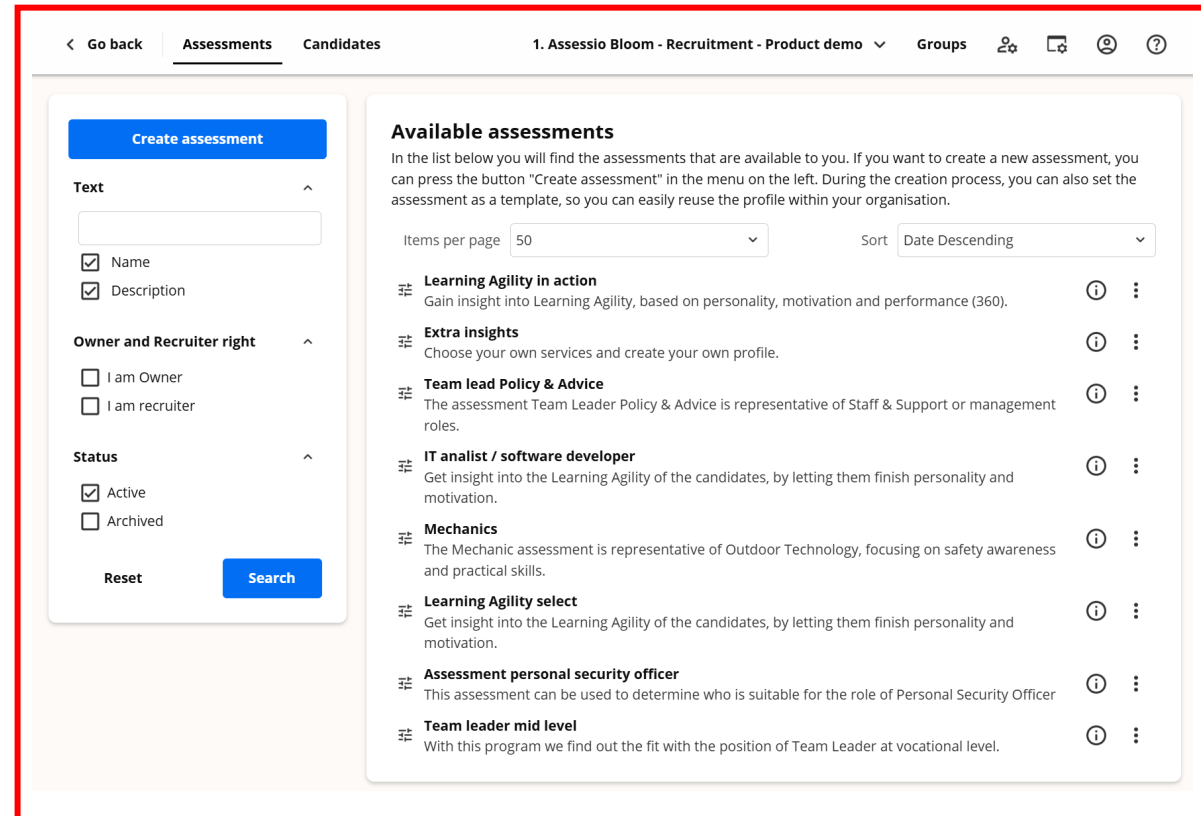 Go back
Assessments
Candidates
1. Assessio Bloom - Recruitment - Product demo
Groups
Create assessment
Text
Name
Description
Owner and Recruiter right
I am Owner
I am recruiter
Status
Active
Archived
Reset
Search
Available assessments
In the list below you will find the assessments that are available to you. If you want to create a new assessment, you
can press the button "Create assessment" in the menu on the left. During the creation process, you can also set the
assessment as a template, so you can easily reuse the profile within your organisation.
Items per page 50
Sort Date Descending
Learning Agility in action
Gain insight into Learning Agility, based on personality, motivation and performance (360).
Extra insights
Choose your own services and create your own profile.
Team lead Policy & Advice
The assessment Team Leader Policy & Advice is representative of Staff & Support or management
roles.
IT analist / software developer
Get insight into the Learning Agility of the candidates, by letting them finish personality and
motivation.
Mechanics
The Mechanic assessment is representative of Outdoor Technology, focusing on safety awareness
and practical skills.
Learning Agility select
Get insight into the Learning Agility of the candidates, by letting them finish personality and
motivation.
Assessment personal security officer
This assessment can be used to determine who is suitable for the role of Personal Security Officer
Team leader mid level
With this program we find out the fit with the position of Team Leader at vocational level.